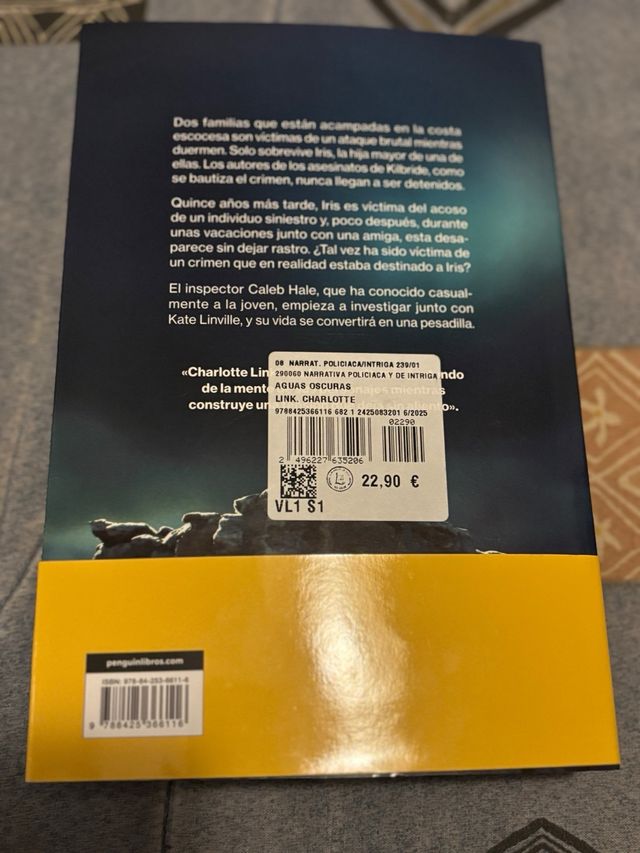 Dos familias que están acampadas en la costa
escocesa son víctimas de un ataque brutal mientras
duermen. Solo sobrevive Iris, la hija mayor de una de
ellas. Los autores de los asesinatos de Kilbride, como
se bautiza el crimen, nunca llegan a ser detenidos.
Quince años más tarde, Iris es víctima del acoso
de un individuo siniestro y, poco después, durante
unas vacaciones junto con una amiga, esta desa-
parece sin dejar rastro. ¿Tal vez ha sido víctima de
un crimen que en realidad estaba destinado a Iris?
El inspector Caleb Hale, que ha conocido casual-
mente a la joven, empieza a investigar junto con
Kate Linville, y su vida se convertirá en una pesadilla.
«Charlotte Lin
ndo
de la mente
onajes mientras
construye un
aliento».
08 NARRAT. POLICIACA/INTRIGA 239/01
290060 NARRATIVA POLICIACA Y DE INTRIGA
AGUAS OSCURAS
LINK. CHARLOTTE
9788425366116 682 1 2425083201 6/2025
02290
2 496227 635206
22,90 €
VL1 S1
penguinlibros.com
ISBN: 978-84-253-6611-6
9 788425 366116